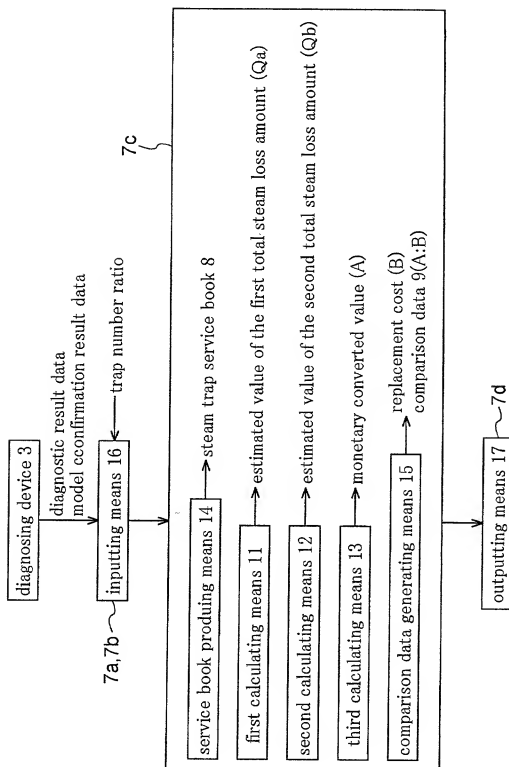 diagnosing device 3
diagnostic result data
model cconfirmation result data
7a,7b
inputting means 16
trap number ratio
7c
service book produing means 14
steam trap service book 8
first calculating means 11
estimated value of the first total steam loss amount (Qa)
second calculating means 12
estimated value of the second total steam loss amount (Qb)
third calculating means 13
monetary converted value (A)
comparison data generating means 15
replacement cost (B)
comparison data 9(A:B)
outputting means 17
7d